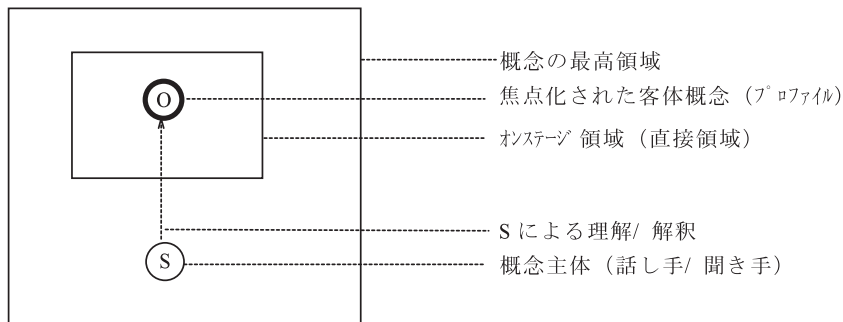 概念の最高領域
O
焦点化された客体概念（プロファイル）
オンステージ領域（直接領域）
Sによる理解/ 解釈
S
概念主体（話し手/ 聞き手）